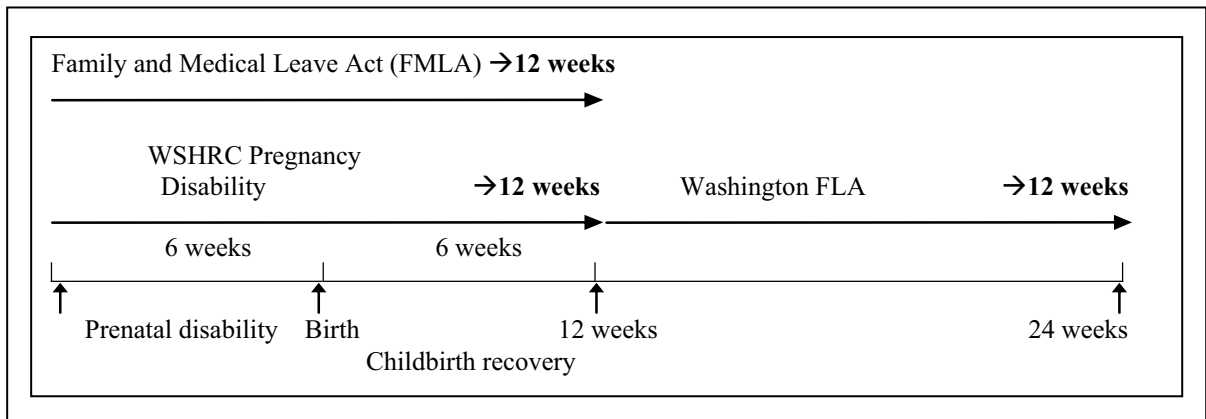 Family and Medical Leave Act (FMLA) →12 weeks
WSHRC Pregnancy
Disability →12 weeks Washington FLA →12 weeks
6 weeks 6 weeks
Prenatal disability Birth 12 weeks 24 weeks
Childbirth recovery